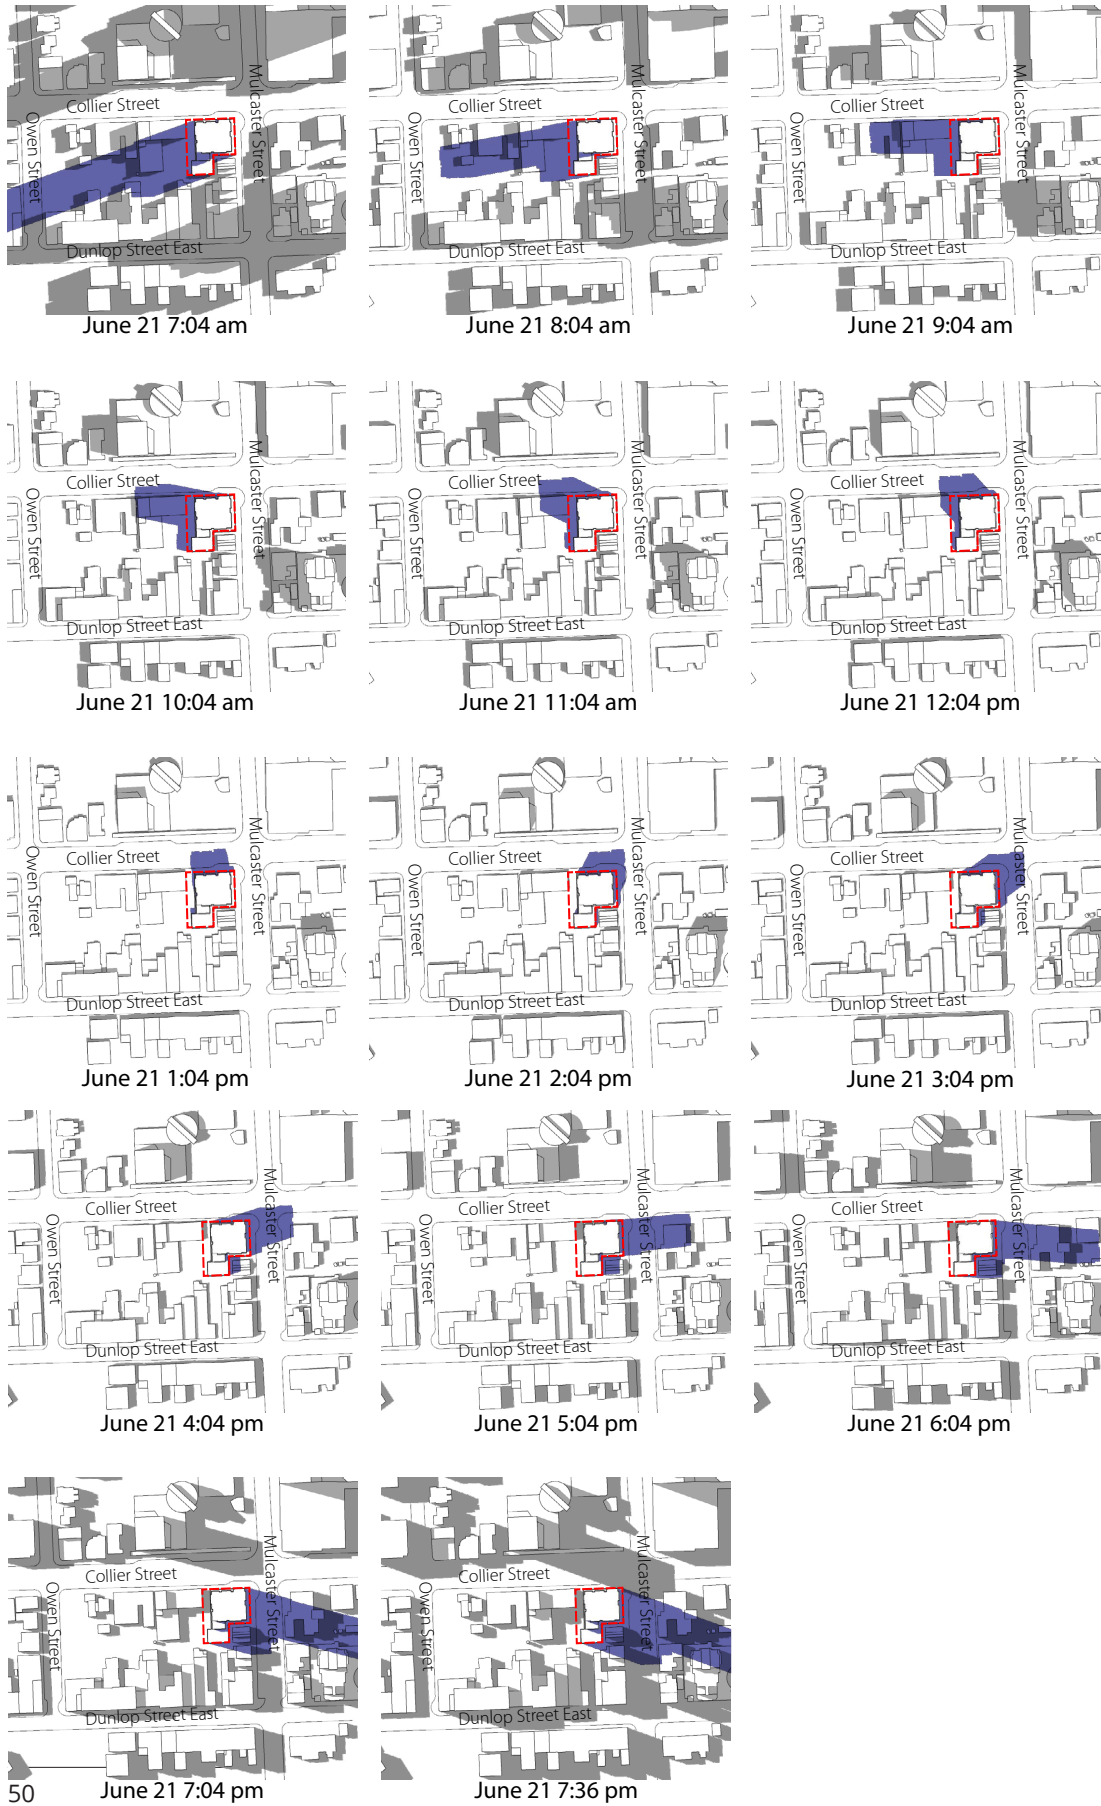 Collier Street
Mulcaster Street
Owen Street
Dunlop Street East
June 21 7:04 am
Collier Street
Mulcaster Street
Owen Street
Dunlop Street East
June 21 8:04 am
Collier Street
Mulcaster Street
Owen Street
Dunlop Street East
June 21 9:04 am
Collier Street
Mulcaster Street
Owen Street
Dunlop Street East
June 21 10:04 am
Collier Street
Mulcaster Street
Owen Street
Dunlop Street East
June 21 11:04 am
Collier Street
Mulcaster Street
Owen Street
Dunlop Street East
June 21 12:04 pm
Collier Street
Mulcaster Street
Owen Street
Dunlop Street East
June 21 1:04 pm
Collier Street
Mulcaster Street
Owen Street
Dunlop Street East
June 21 2:04 pm
Collier Street
Mulcaster Street
Owen Street
Dunlop Street East
June 21 3:04 pm
Collier Street
Mulcaster Street
Owen Street
Dunlop Street East
June 21 4:04 pm
Collier Street
Mulcaster Street
Owen Street
Dunlop Street East
June 21 5:04 pm
Collier Street
Mulcaster Street
Owen Street
Dunlop Street East
June 21 6:04 pm
Collier Street
Mulcaster Street
Owen Street
Dunlop Street East
June 21 7:04 pm
Collier Street
Mulcaster Street
Owen Street
Dunlop Street East
June 21 7:36 pm
50